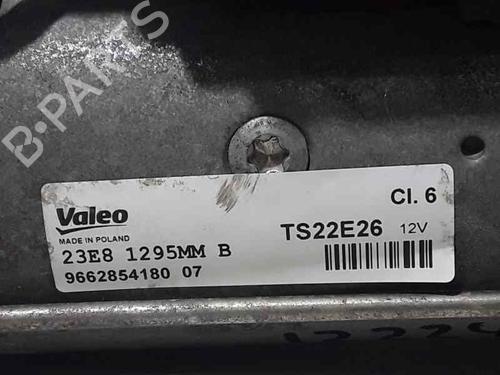 B-PARTS
Valeo
Cl. 6
MADE IN POLAND
TS22E26 12V
23E8 1295MM B
9662854180 07